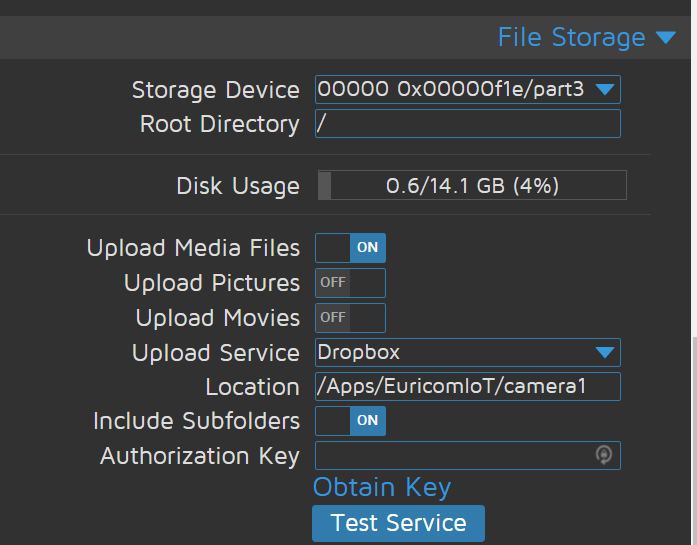 File Storage
Storage Device 00000 0x00000f1e/part3
Root Directory /
Disk Usage 0.6/14.1 GB (4%)
Upload Media Files ON
Upload Pictures OFF
Upload Movies OFF
Upload Service Dropbox
Location /Apps/EuricomIoT/camera1
Include Subfolders ON
Authorization Key
Obtain Key
Test Service